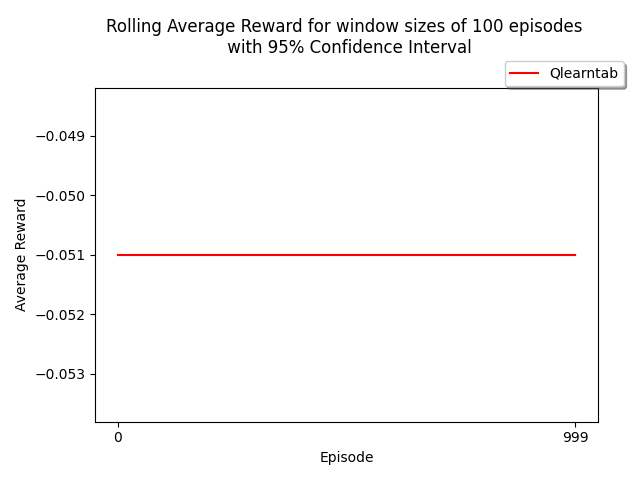 Rolling Average Reward for window sizes of 100 episodes
with 95% Confidence Interval
Qlearntab
−0.049
−0.050
−0.051
−0.052
−0.053
Average Reward
0
999
Episode